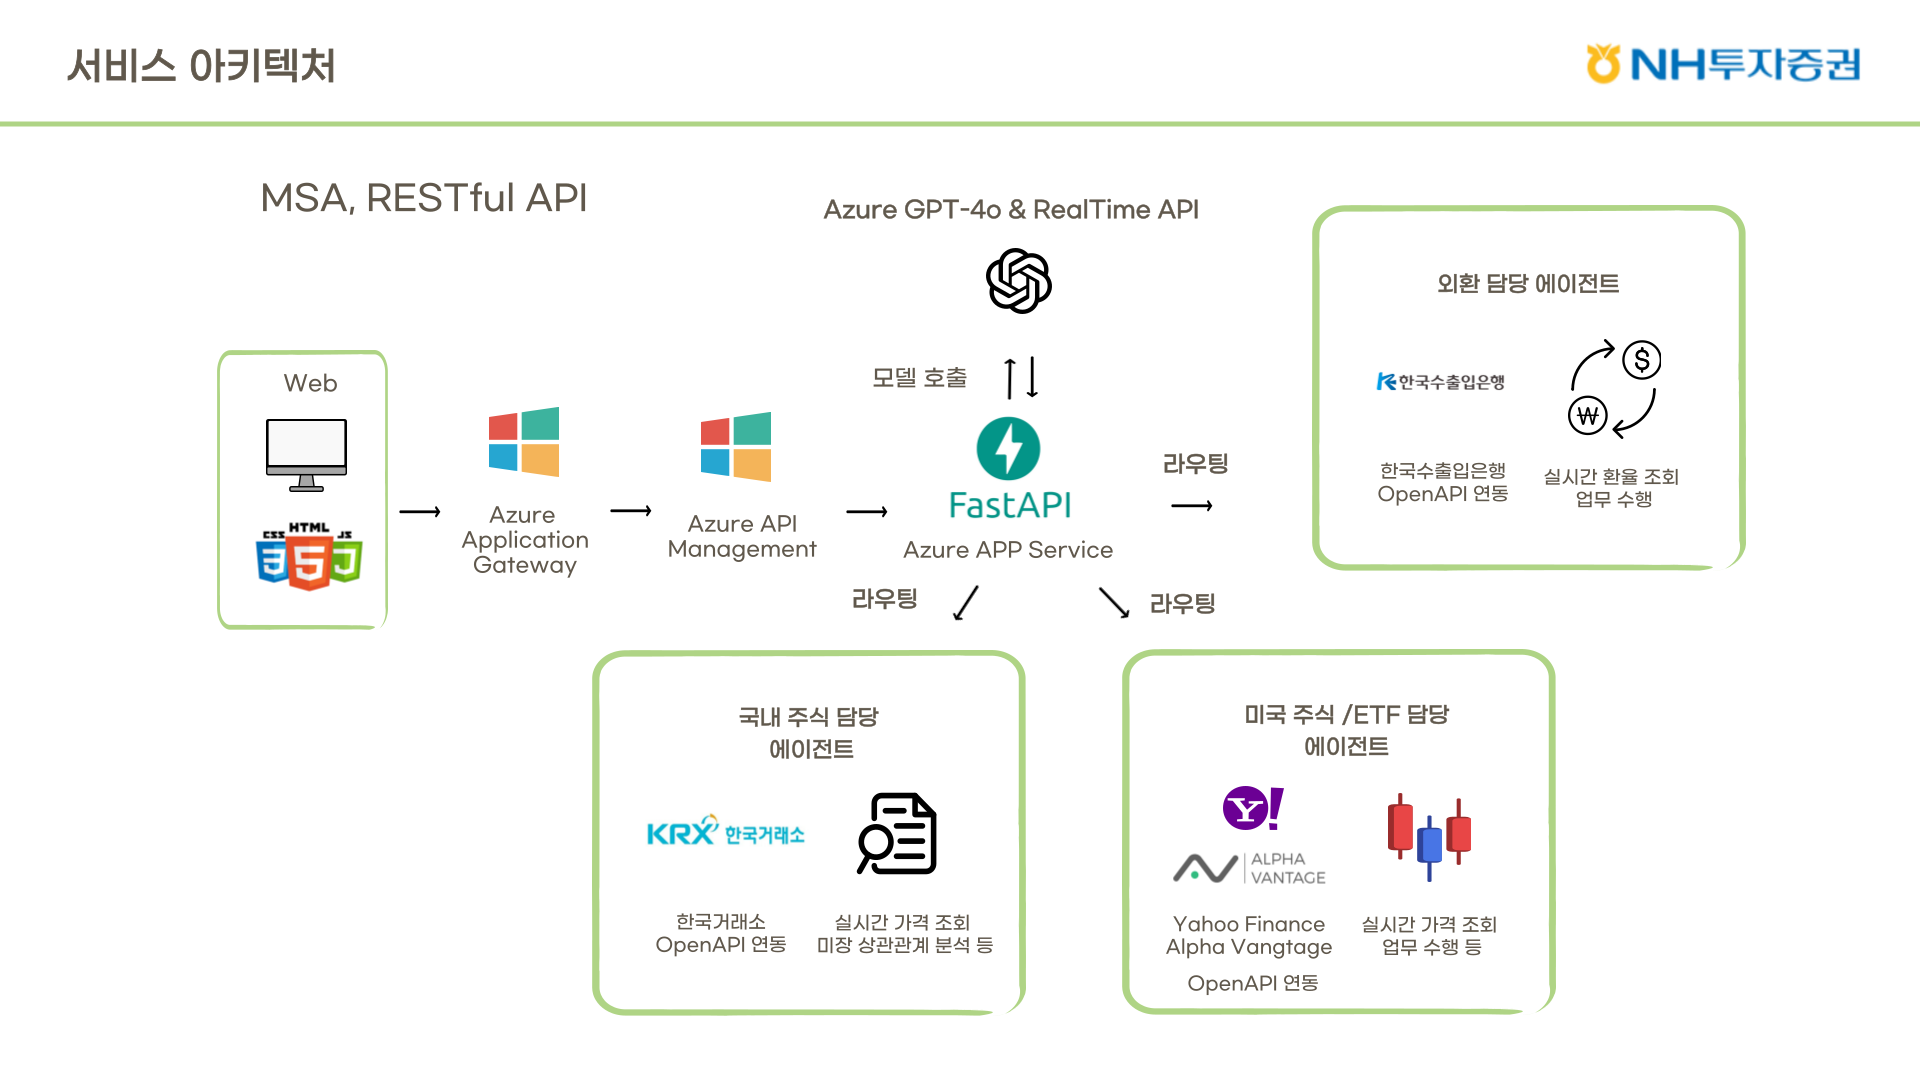 서비스 아키텍처
NH투자증권
MSA, RESTful API
Azure GPT-4o & RealTime API
모델 호출
Web
HTML
CSS
JS
3
5
J
Azure
Application
Gateway
Azure API
Management
FastAPI
Azure APP Service
라우팅
라우팅
라우팅
외환 담당 에이전트
한국수출입은행
$
₩
한국수출입은행
OpenAPI 연동
실시간 환율 조회
업무 수행
국내 주식 담당
에이전트
KRX 한국거래소
한국거래소
OpenAPI 연동
실시간 가격 조회
미장 상관관계 분석 등
미국 주식 /ETF 담당
에이전트
Y!
ALPHA
VANTAGE
Yahoo Finance
Alpha Vangtage
OpenAPI 연동
실시간 가격 조회
업무 수행 등